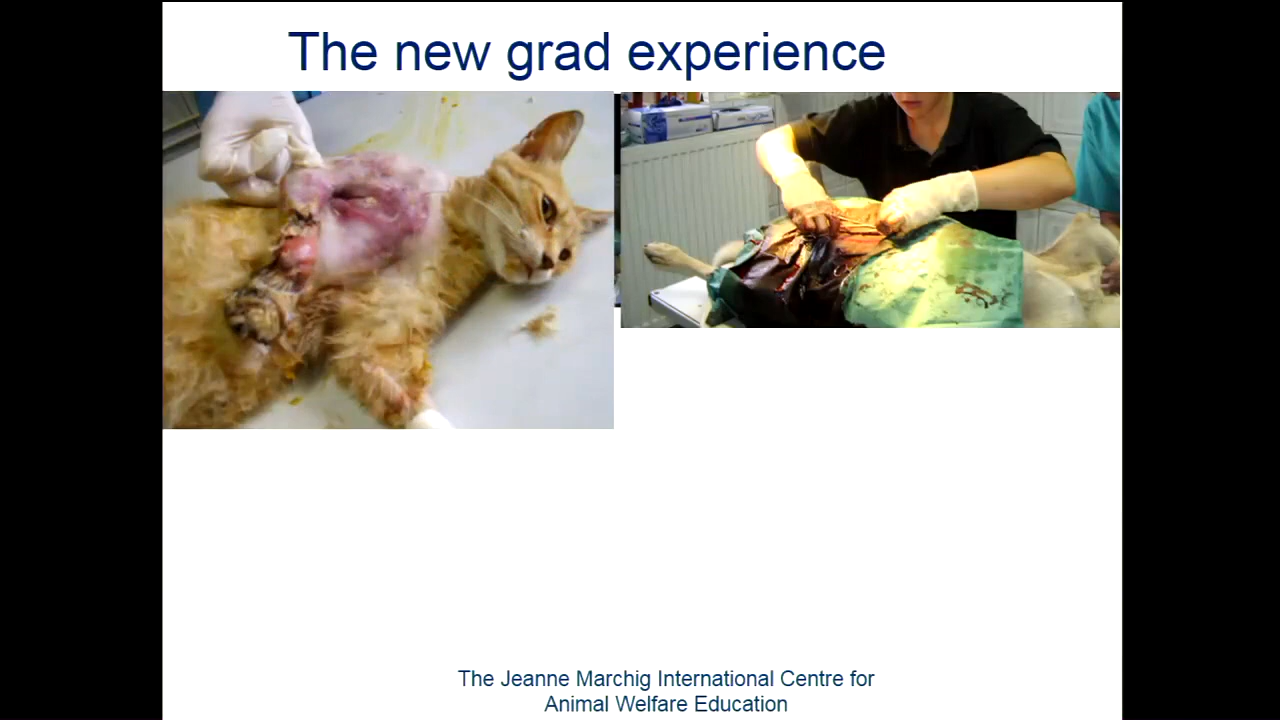 The new grad experience
The Jeanne Marchig International Centre for
Animal Welfare Education